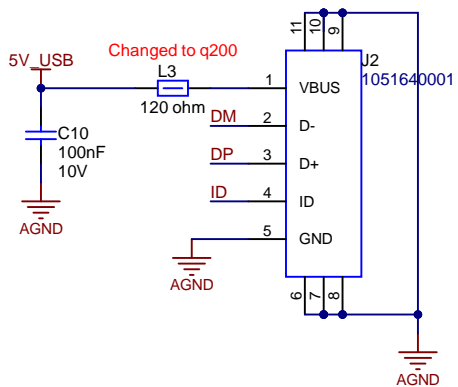 11
10
9
Changed to q200
5V_USB
L3
J2
1051640001
120 ohm
1
VBUS
C10
100nF
10V
DM
2
D-
DP
3
D+
ID
4
ID
5
GND
AGND
AGND
6
7
8
AGND